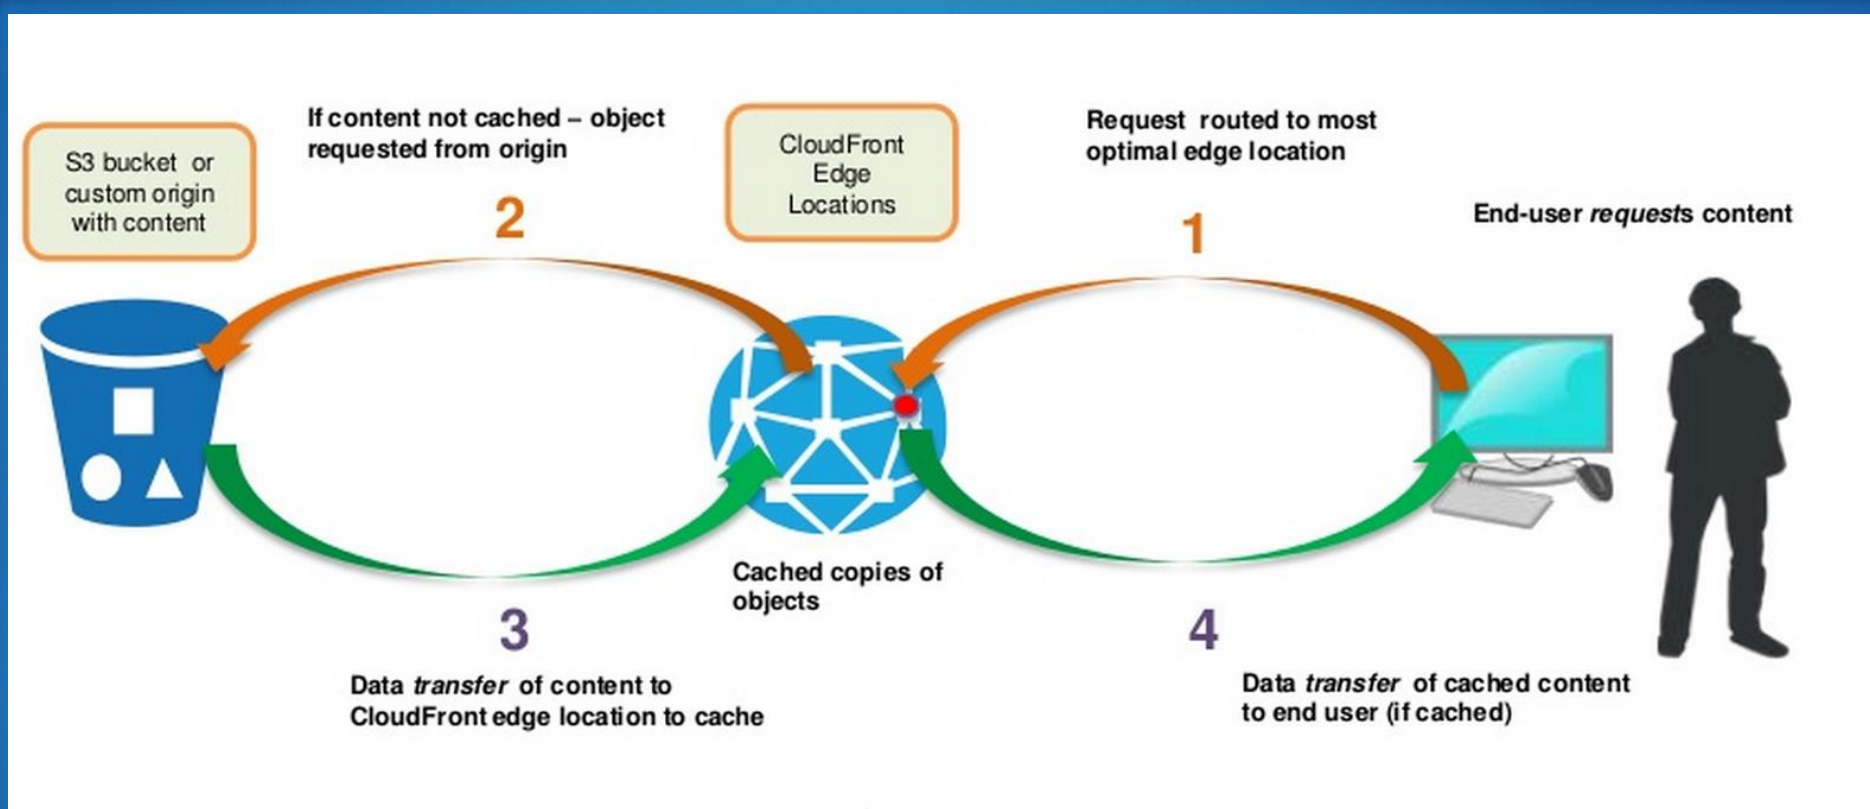 If content not cached – object
requested from origin
CloudFront
Edge
Locations
Request routed to most
optimal edge location
S3 bucket or
custom origin
with content
2
1
End-user requests content
Cached copies of
objects
3
4
Data transfer of content to
CloudFront edge location to cache
Data transfer of cached content
to end user (if cached)